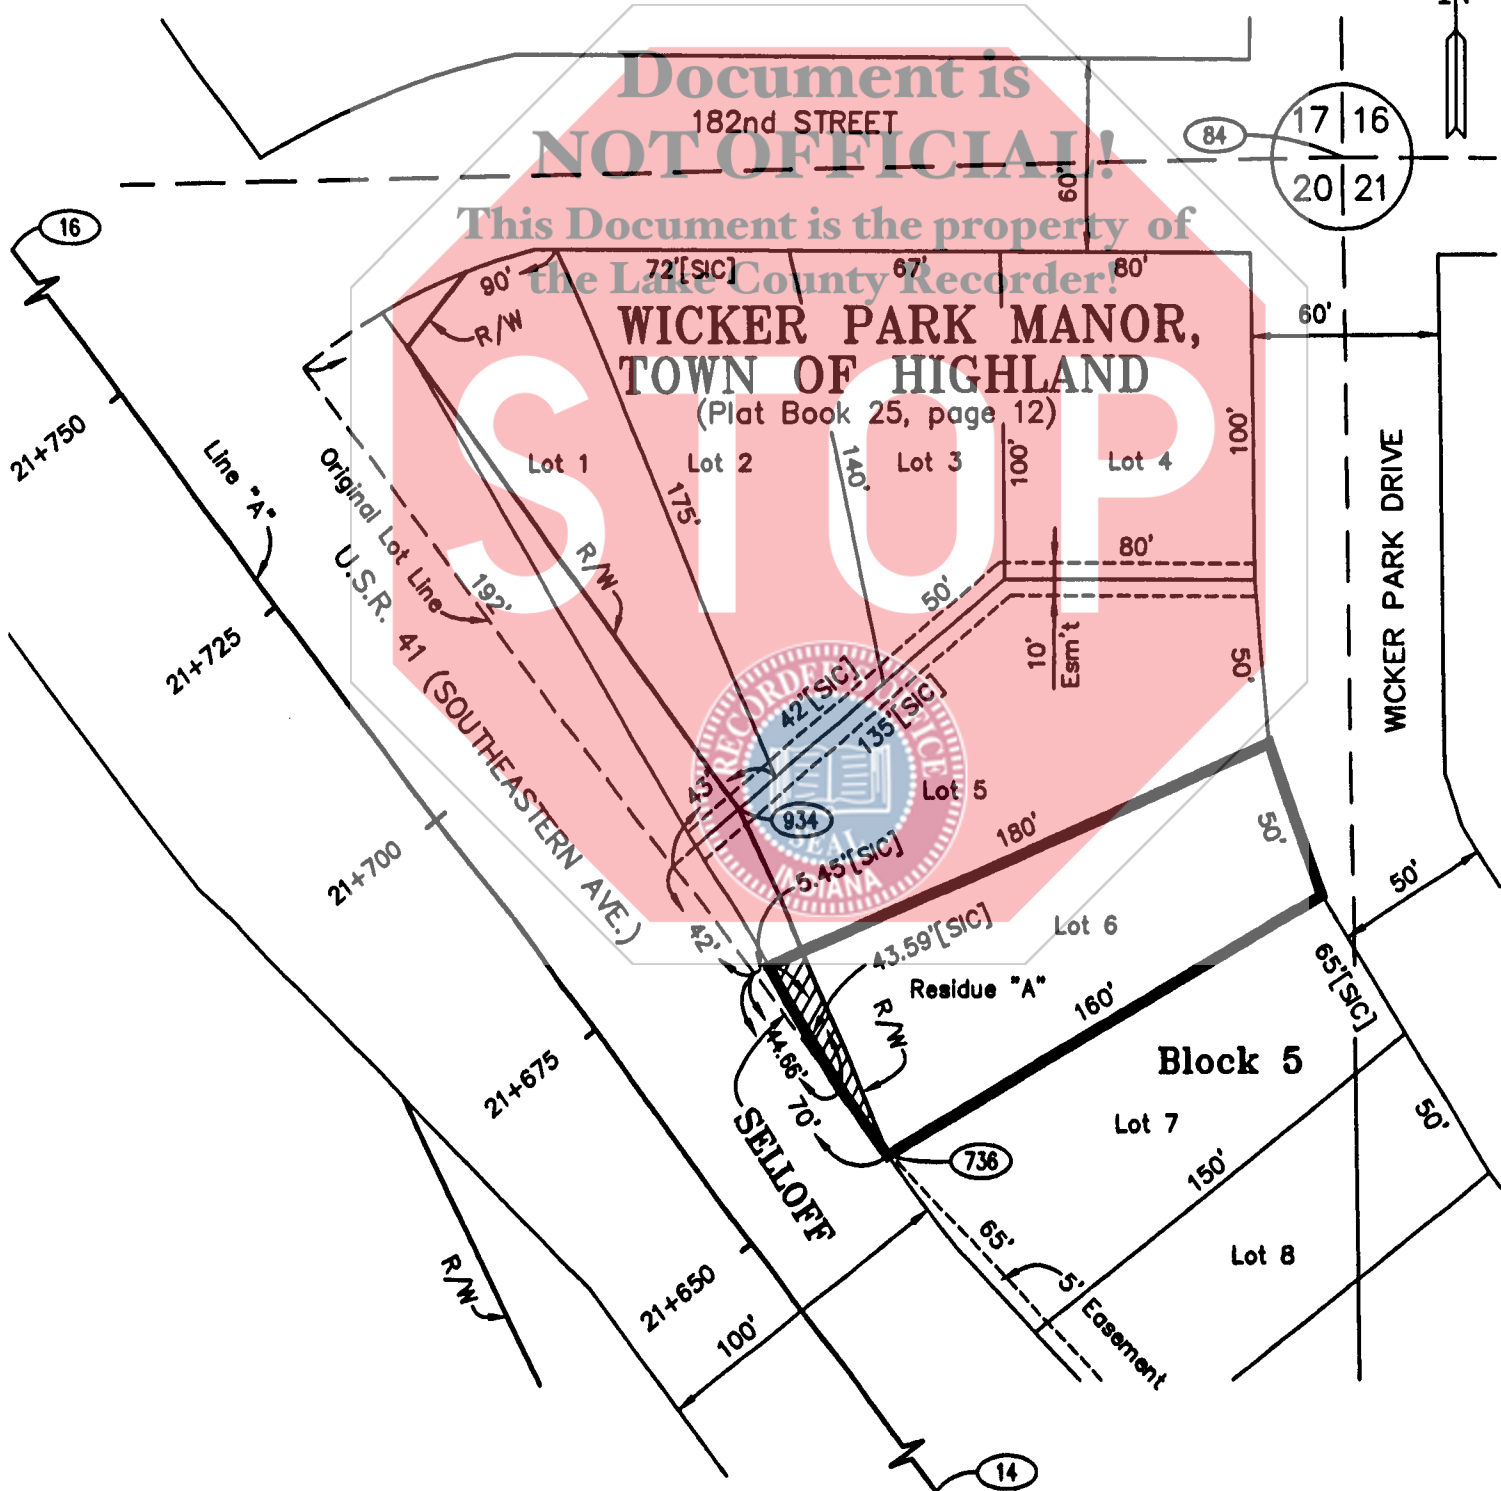 N
Document is
182nd STREET
NOT OFFICIAL!
This Document is the property of
the Lake County Recorder!
STOP
84
17 16
20 21
16
60'
90'
72'[SIC]
67'
80'
R/W
WICKER PARK MANOR,
TOWN OF HIGHLAND
(Plat Book 25, page 12)
60'
21+750
Line "A"
Original Lot Line
192'
U.S.R. 41 (SOUTHEASTERN AVE.)
Lot 1
Lot 2
Lot 3
Lot 4
175'
140'
100'
100'
R/W
50'
80'
10'
Esm't
50'
WICKER PARK DRIVE
21+725
42'[SIC]
135'[SIC]
RECORDER'S OFFICE
SEAL
INDIANA
Lot 5
934
5.45'[SIC]
180'
50'
50'
21+700
42'
43.59'[SIC]
Lot 6
Residue "A"
R/W
160'
65'[SIC]
44.66'
70'
Block 5
Lot 7
50'
21+675
SELLOFF
736
150'
65'
5' Easement
Lot 8
R/W
21+650
100'
14